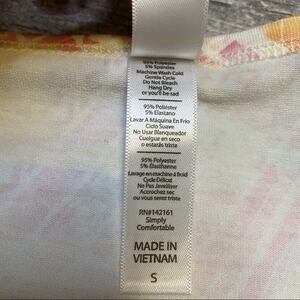 95% Polyester
5% Spandex
Machine Wash Cold
Gentle Cycle
Do Not Bleach
Hang Dry
or you'll be sad
95% Poliéster
5% Elastano
Lavar A Máquina En Frío
Ciclo Suave
No Usar Blanqueador
Cuelgue en seco
o estarás triste
95% Polyester
5% Élasthanne
Lavage en machine à froid
Cycle Délicat
Ne Pas Javelliser
Accrochez sec
ou vous serez triste
RN#142161
Simply
Comfortable
MADE IN
VIETNAM
S